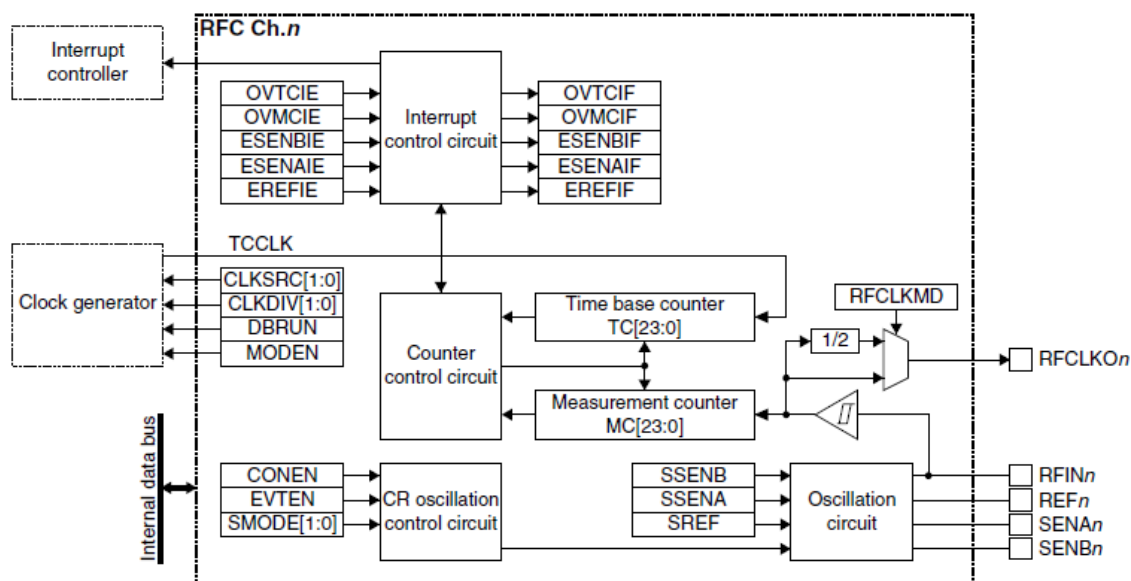 RFC Ch.n
Interrupt
controller
OVTCIE
OVMCIE
ESENBIE
ESENAIE
EREFIE
Interrupt
control circuit
OVTCIF
OVMCIF
ESENBIF
ESENAIF
EREFIF
TCCLK
Clock generator
CLKSRC[1:0]
CLKDIV[1:0]
DBRUN
MODEN
Counter
control circuit
Time base counter
TC[23:0]
Measurement counter
MC[23:0]
RFCLKMD
1/2
RFCLKOn
Internal data bus
CONEN
EVTEN
SMODE[1:0]
CR oscillation
control circuit
SSENB
SSENA
SREF
Oscillation
circuit
RFINn
REFn
SENAn
SENBn